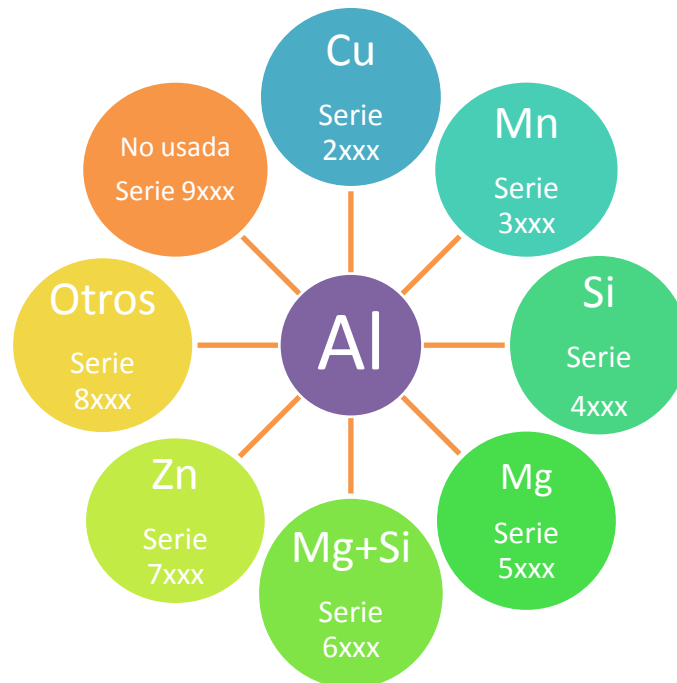 Cu
Serie
2xxx
Mn
Serie
3xxx
Si
Serie
4xxx
Mg
Serie
5xxx
Mg+Si
Serie
6xxx
Zn
Serie
7xxx
Otros
Serie
8xxx
No usada
Serie 9xxx
Al